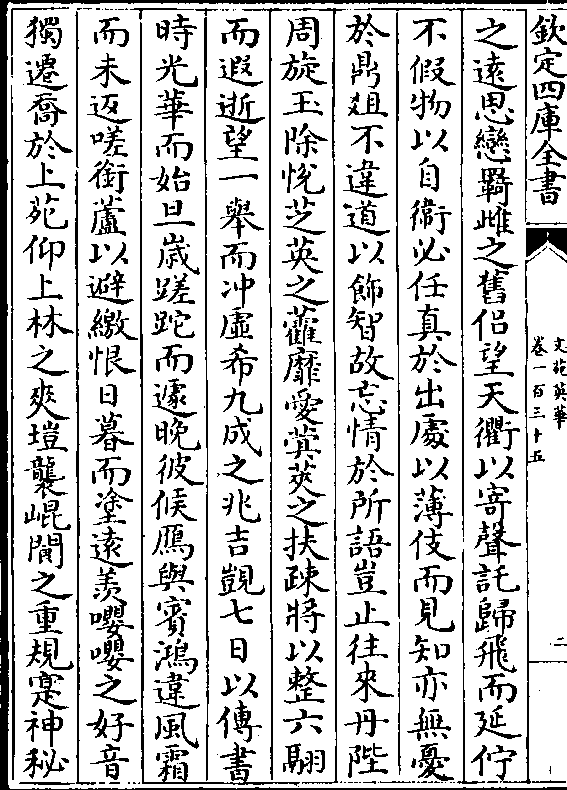 欽定四庫全書
文苑英華
卷一百三十五
二
之遠思戀羇雌之舊侣望天衢以寄聲託歸飛而延佇
不假物以自衛必任真於出處以薄伎而見知亦無憂
於鼎俎不違道以飾智故忘情於所語豈止往來丹陛
周旋玉除恱芝英之䕼靡愛蓂莢之扶疎將以整六翮
而遐逝望一舉而冲虛希九成之兆吉覬七日以傳書
時光華而始旦歳蹉跎而遽晚彼候鴈與賓鴻違風霜
而未返嗟銜蘆以避繳恨日暮而塗逺羨嚶嚶之好音
獨遷喬於上苑仰上林之爽塏襲崐閬之重規寔神秘